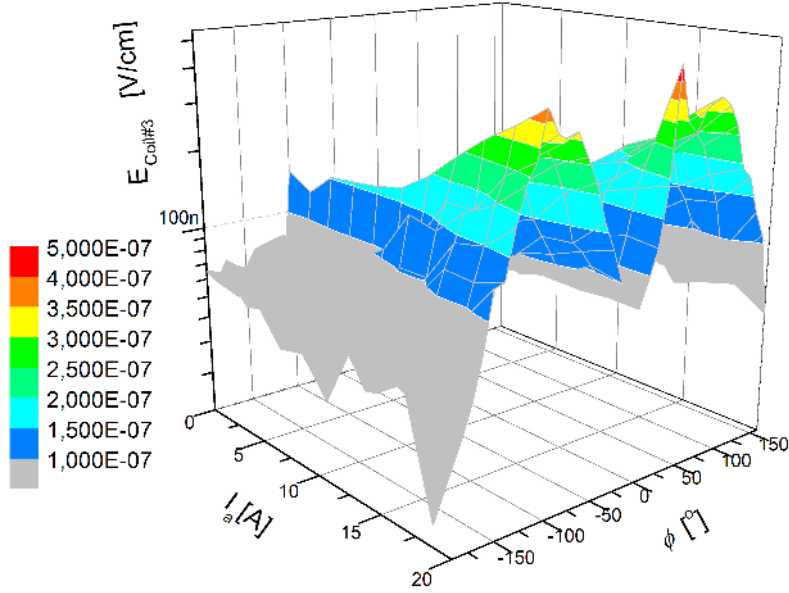 E_Coil#3 [V/cm]
100n
5,000E-07
4,000E-07
3,500E-07
3,000E-07
2,500E-07
2,000E-07
1,500E-07
1,000E-07
0
5
10
15
20
I_a [A]
-150
-100
-50
0
50
100
150
ϕ [°]